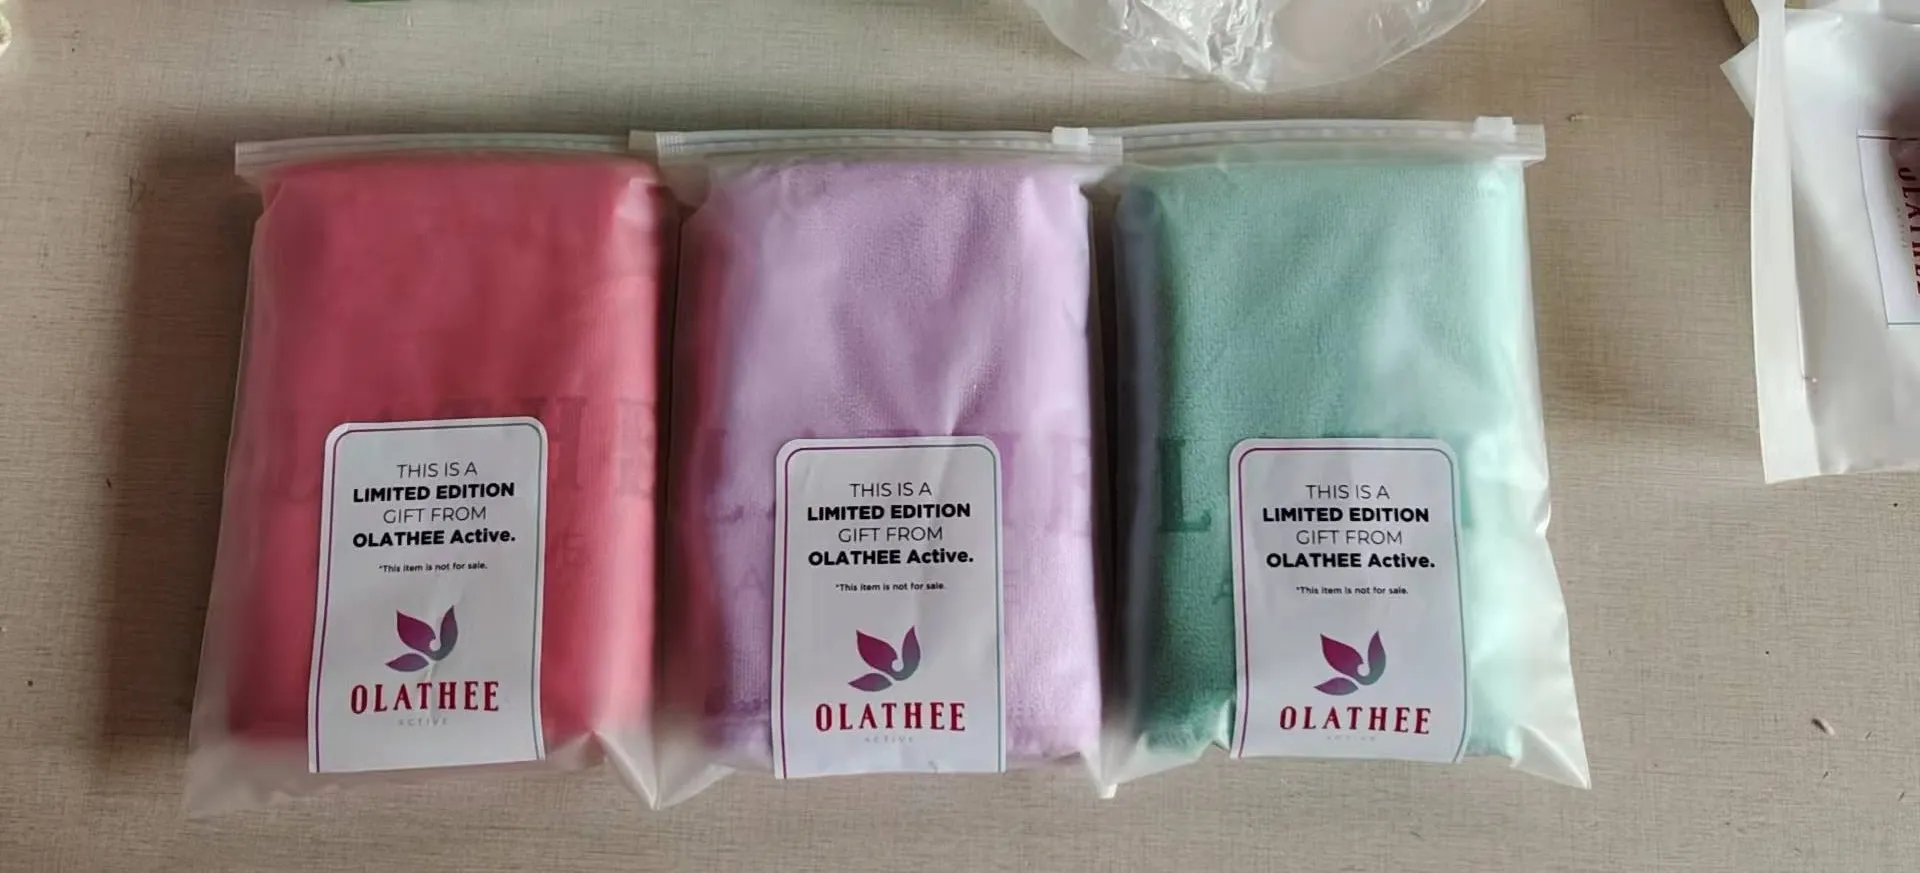 THIS IS A
LIMITED EDITION
GIFT FROM
OLATHEE Active.
*This item is not for sale.
OLATHEE
ACTIVE
THIS IS A
LIMITED EDITION
GIFT FROM
OLATHEE Active.
*This item is not for sale.
OLATHEE
ACTIVE
THIS IS A
LIMITED EDITION
GIFT FROM
OLATHEE Active.
*This item is not for sale.
OLATHEE
ACTIVE
OLATHEE